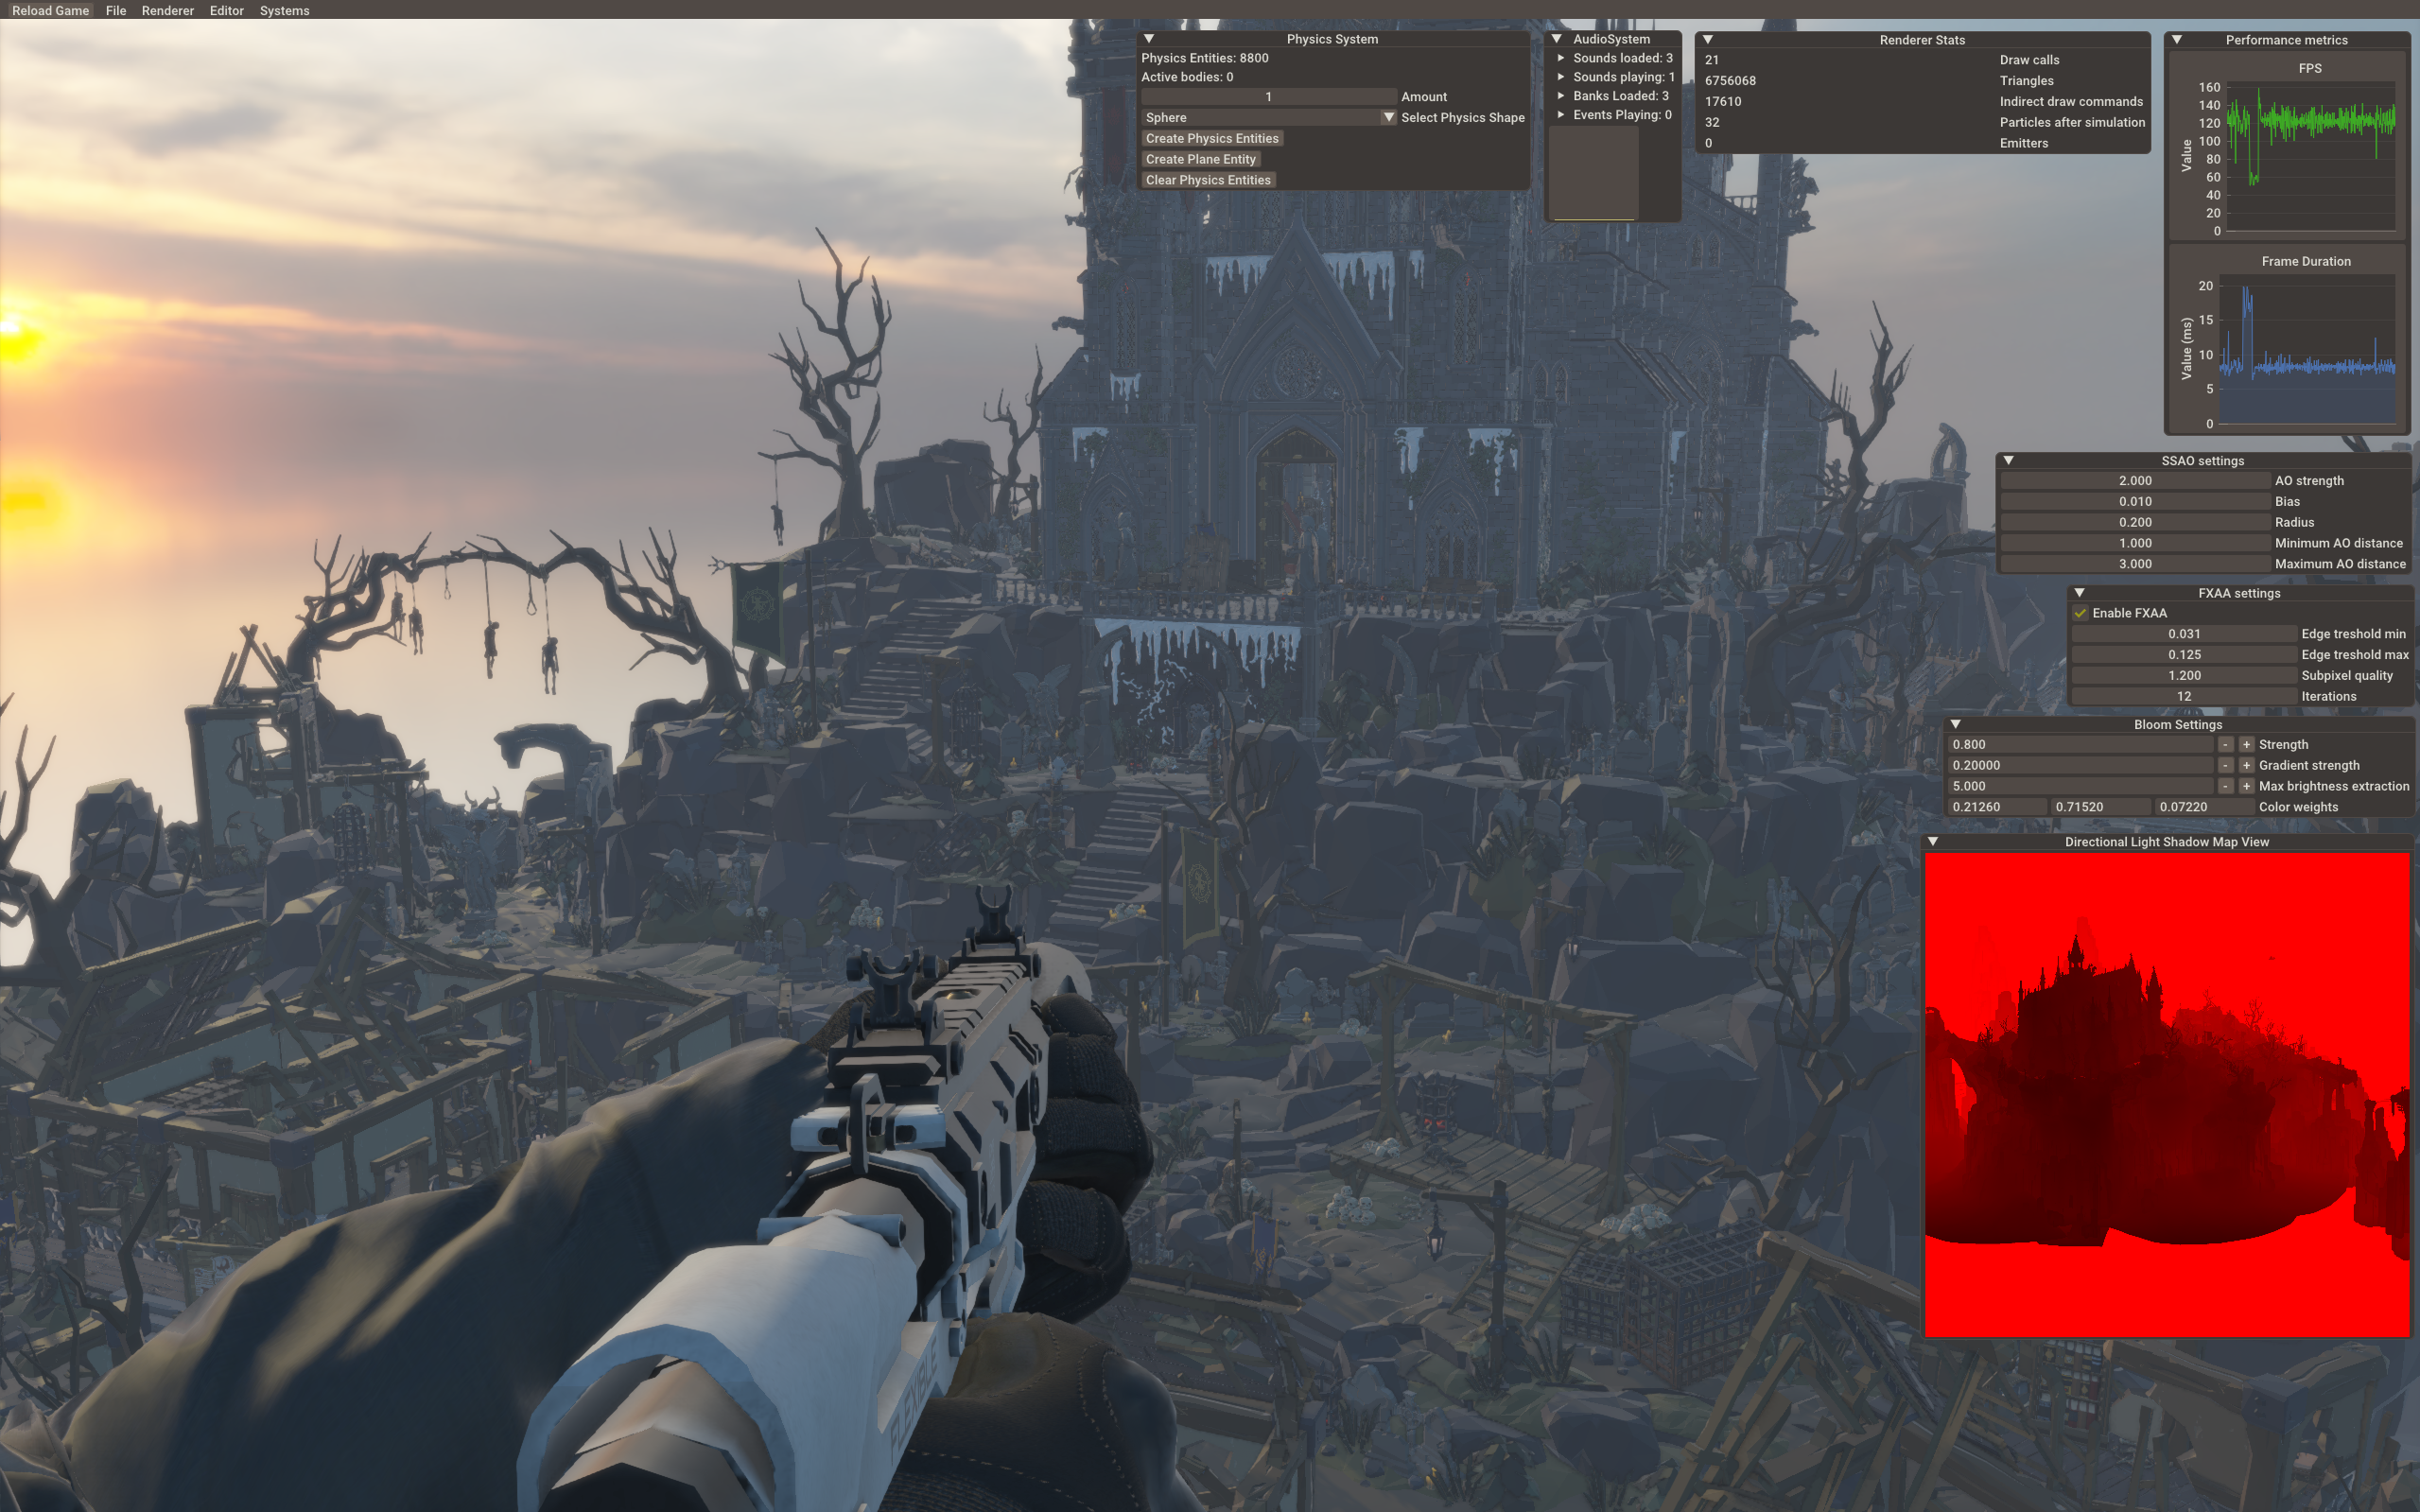 Reload Game File Renderer Editor Systems
Physics System
Physics Entities: 8800
Active bodies: 0
1 Amount
Sphere Select Physics Shape
Create Physics Entities
Create Plane Entity
Clear Physics Entities
AudioSystem
Sounds loaded: 3
Sounds playing: 1
Banks Loaded: 3
Events Playing: 0
Renderer Stats
21 Draw calls
6756068 Triangles
17610 Indirect draw commands
32 Particles after simulation
0 Emitters
Performance metrics
FPS
160
140
120
100
80
60
40
20
0
Value
Frame Duration
20
15
10
5
0
Value (ms)
SSAO settings
2.000 AO strength
0.010 Bias
0.200 Radius
1.000 Minimum AO distance
3.000 Maximum AO distance
FXAA settings
Enable FXAA
0.031 Edge treshold min
0.125 Edge treshold max
1.200 Subpixel quality
12 Iterations
Bloom Settings
0.800 - + Strength
0.20000 - + Gradient strength
5.000 - + Max brightness extraction
0.21260 0.71520 0.07220 Color weights
Directional Light Shadow Map View
FLEXIBLE